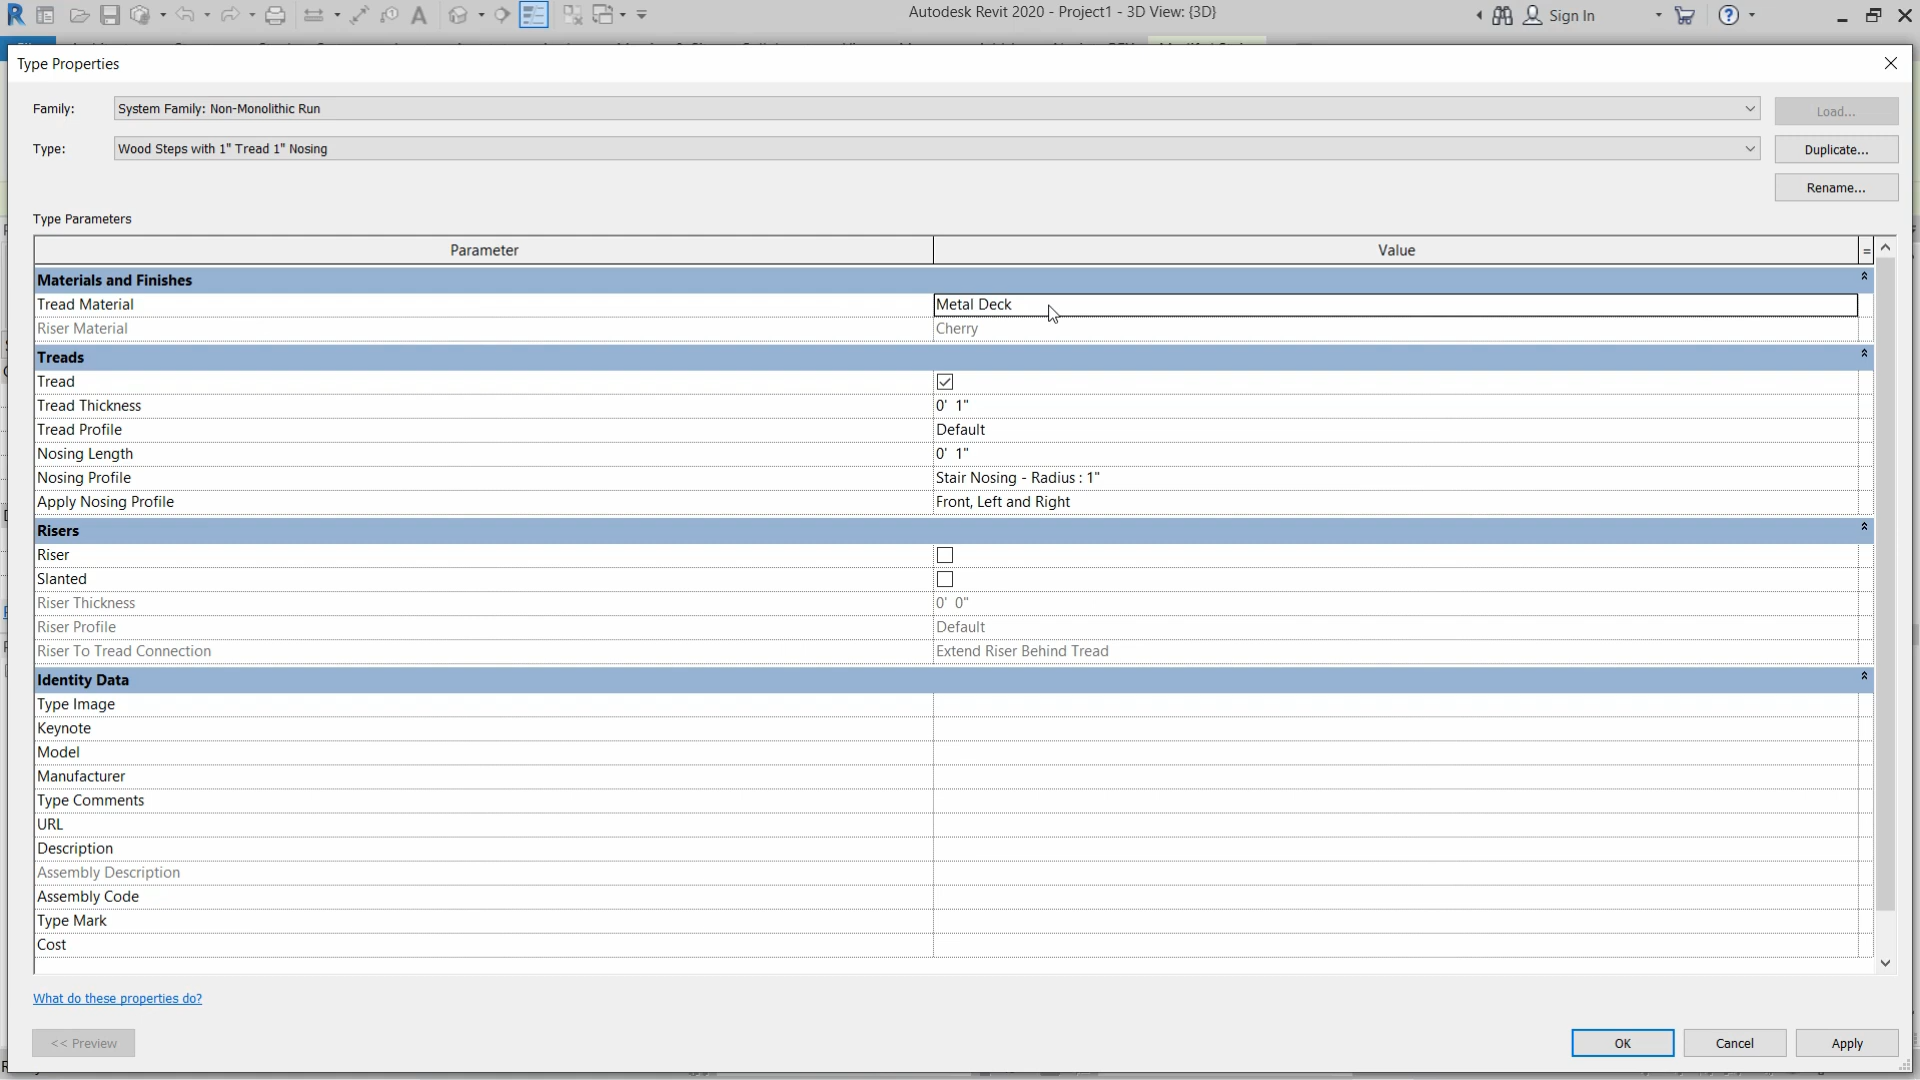 Autodesk Revit 2020 - Project1 - 3D View: {3D}
Sign In
Type Properties
Family: System Family: Non-Monolithic Run Load...
Type: Wood Steps with 1" Tread 1" Nosing Duplicate...
Rename...
Type Parameters
Parameter Value =
Materials and Finishes
Tread Material Metal Deck
Riser Material Cherry
Treads
Tread
Tread Thickness 0' 1"
Tread Profile Default
Nosing Length 0' 1"
Nosing Profile Stair Nosing - Radius : 1"
Apply Nosing Profile Front, Left and Right
Risers
Riser
Slanted
Riser Thickness 0' 0"
Riser Profile Default
Riser To Tread Connection Extend Riser Behind Tread
Identity Data
Type Image
Keynote
Model
Manufacturer
Type Comments
URL
Description
Assembly Description
Assembly Code
Type Mark
Cost
What do these properties do?
<< Preview OK Cancel Apply